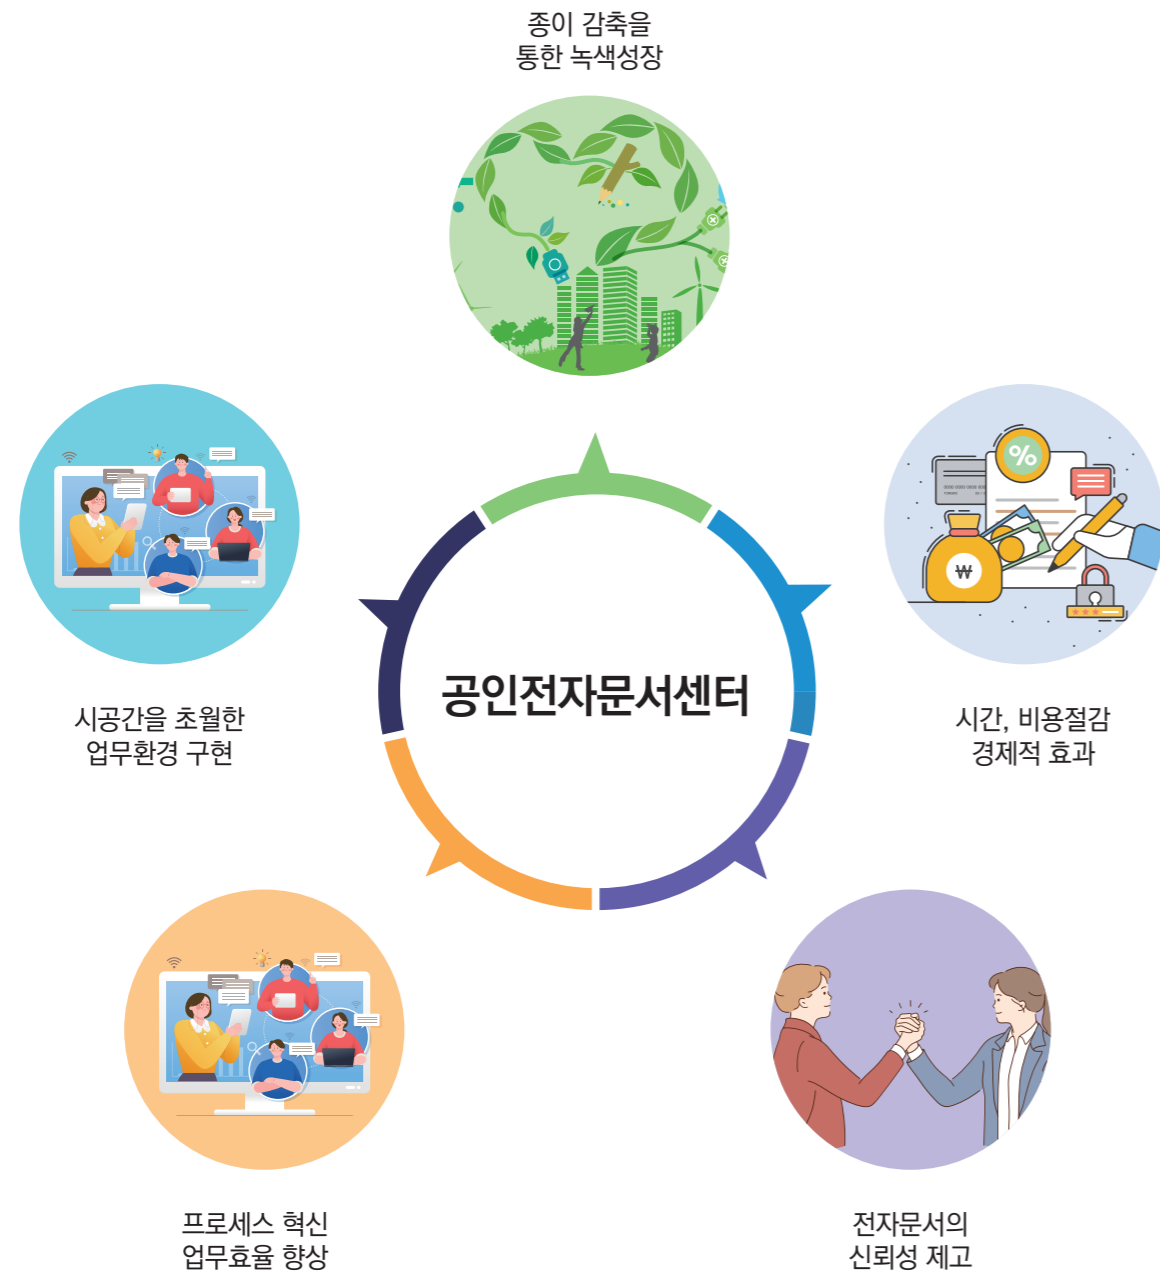 종이 감축을
통한 녹색성장
%
₩
공인전자문서센터
시공간을 초월한
업무환경 구현
시간, 비용절감
경제적 효과
프로세스 혁신
업무효율 향상
전자문서의
신뢰성 제고